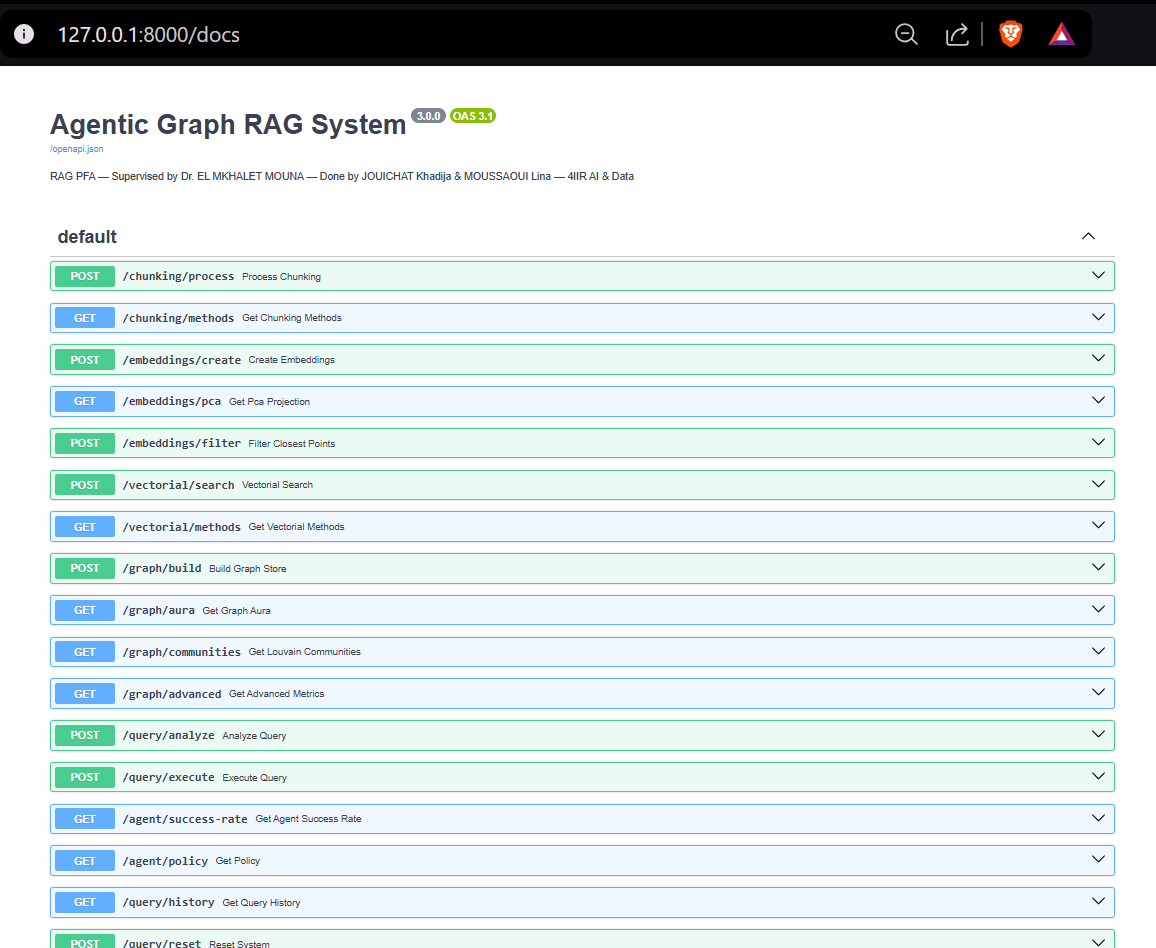 127.0.0.1:8000/docs
Agentic Graph RAG System 3.0.0 OAS 3.1
/openapi.json
RAG PFA — Supervised by Dr. EL MKHALET MOUNA — Done by JOUICHAT Khadija & MOUSSAOUI Lina — 4IIR AI & Data
default
POST /chunking/process Process Chunking
GET /chunking/methods Get Chunking Methods
POST /embeddings/create Create Embeddings
GET /embeddings/pca Get Pca Projection
POST /embeddings/filter Filter Closest Points
POST /vectorial/search Vectorial Search
GET /vectorial/methods Get Vectorial Methods
POST /graph/build Build Graph Store
GET /graph/aura Get Graph Aura
GET /graph/communities Get Louvain Communities
GET /graph/advanced Get Advanced Metrics
POST /query/analyze Analyze Query
POST /query/execute Execute Query
GET /agent/success-rate Get Agent Success Rate
GET /agent/policy Get Policy
GET /query/history Get Query History
POST /query/reset Reset System